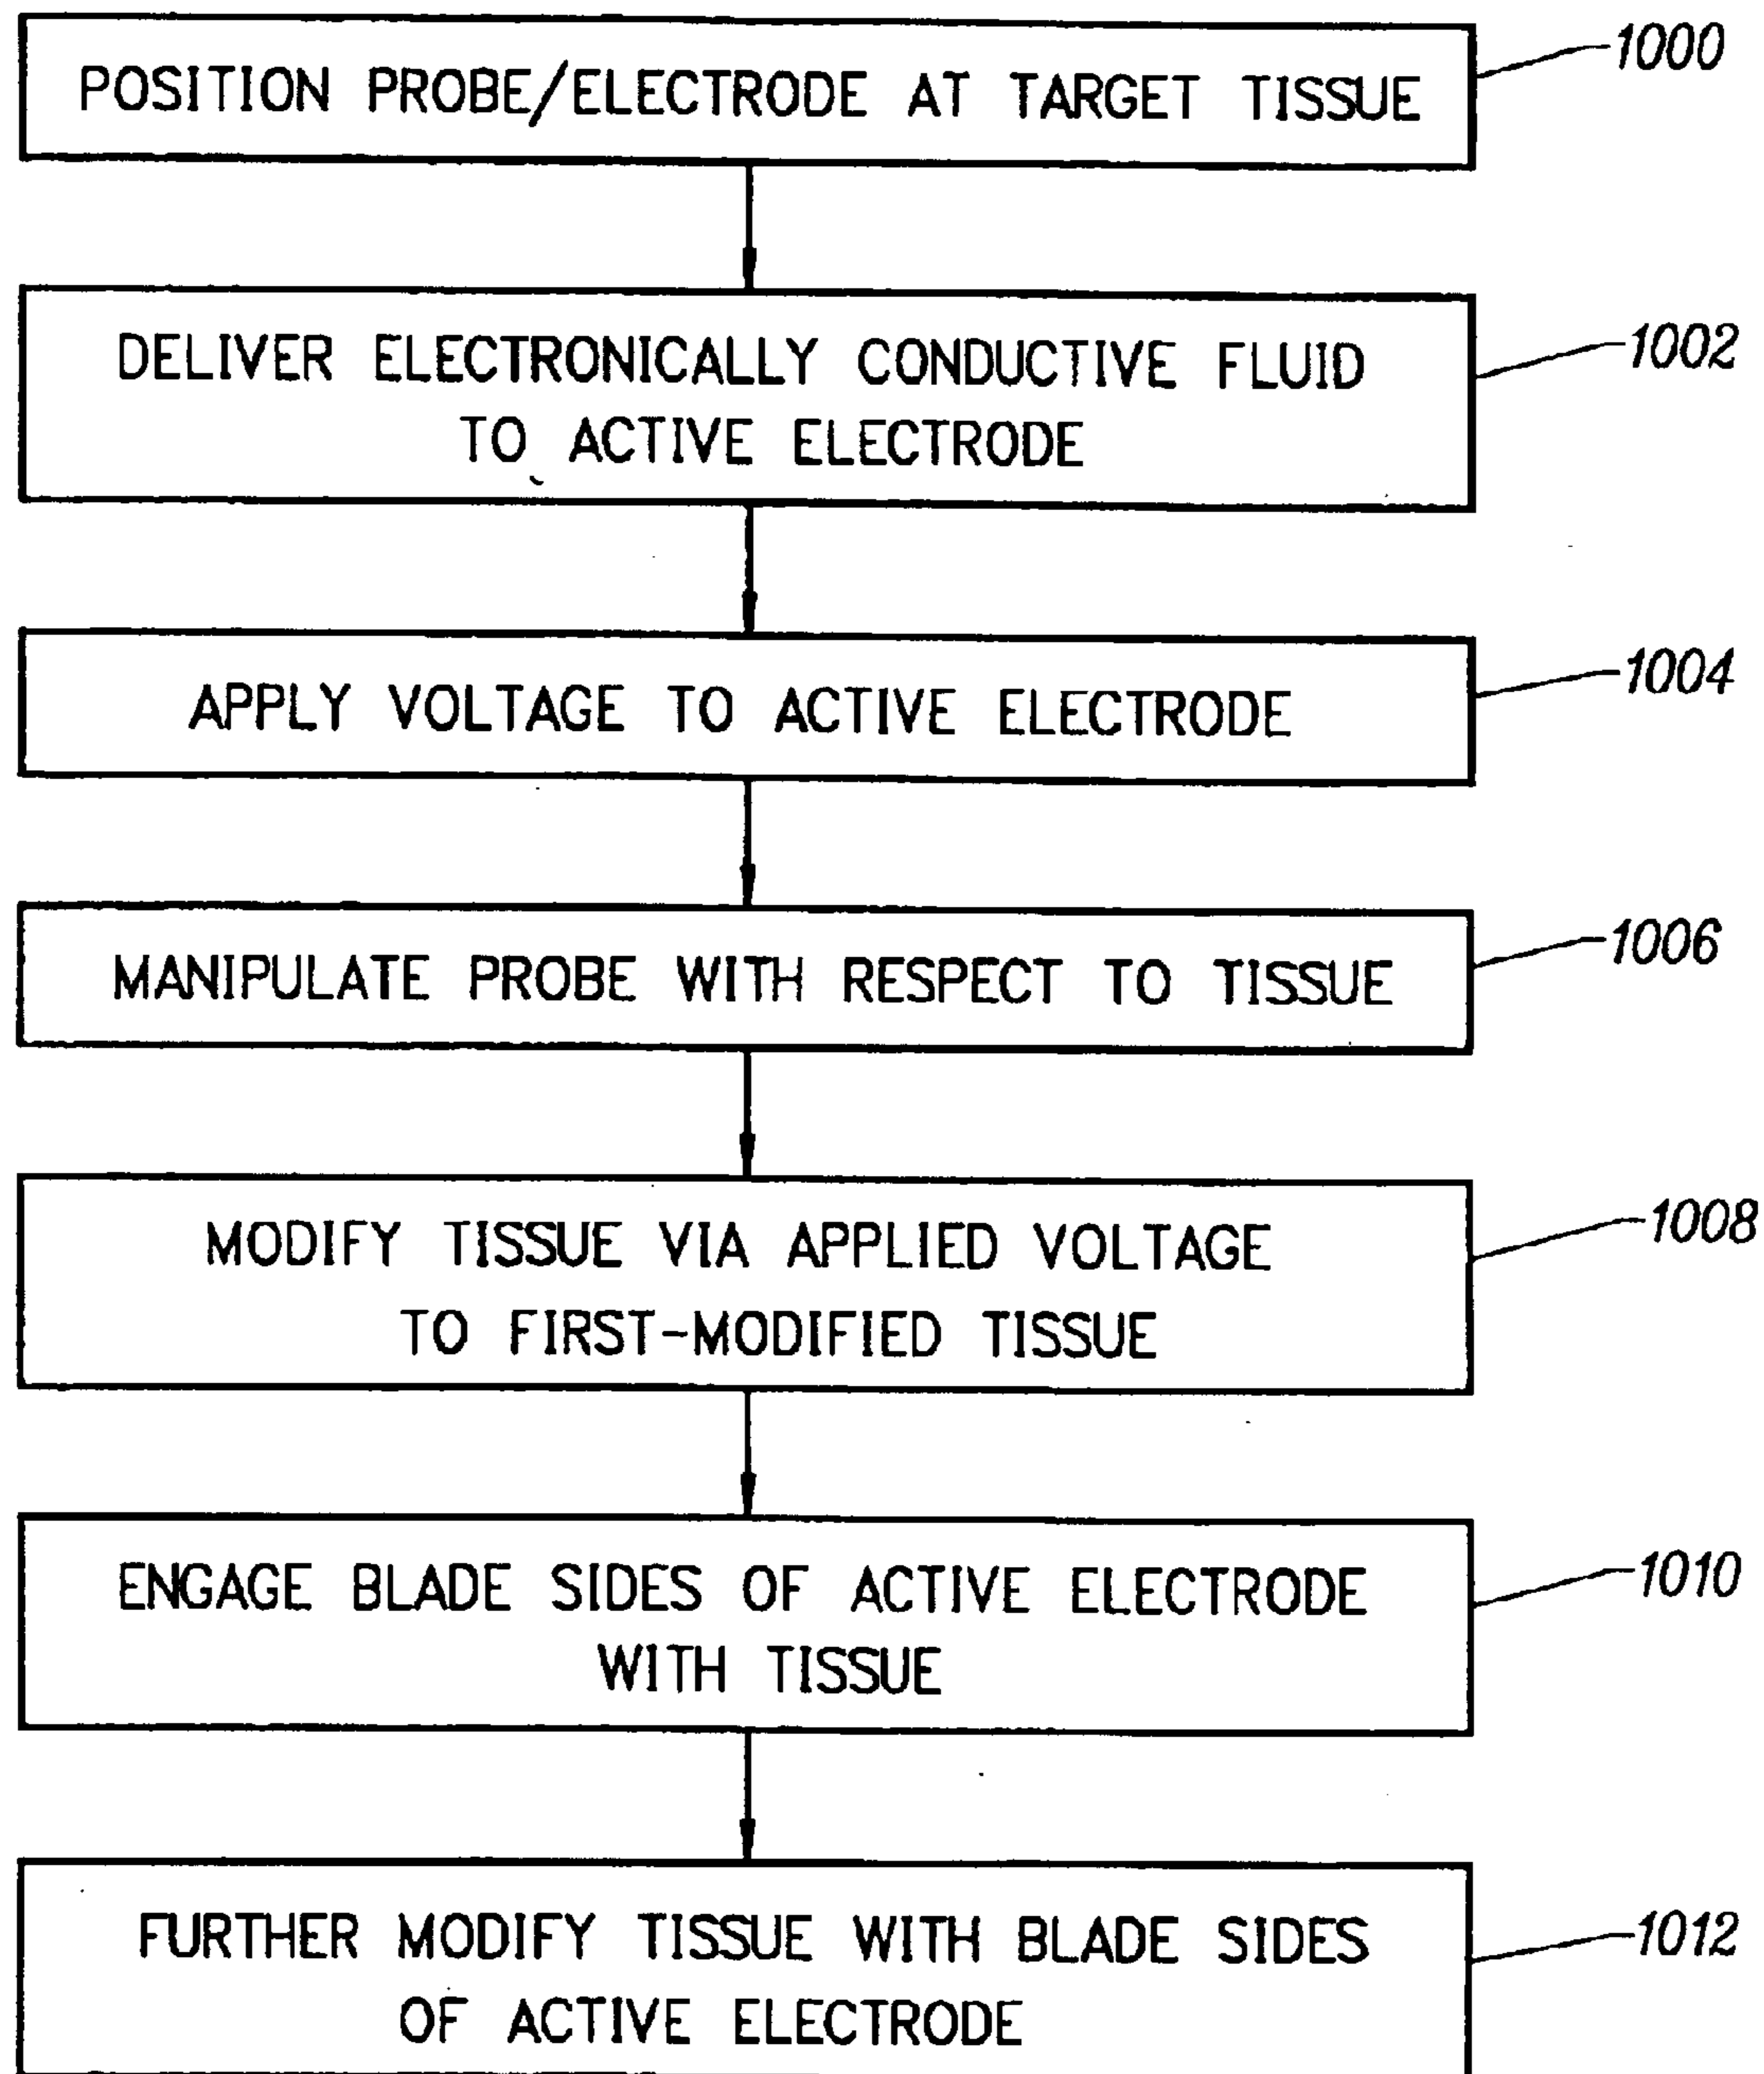 POSITION PROBE/ELECTRODE AT TARGET TISSUE
1000
DELIVER ELECTRONICALLY CONDUCTIVE FLUID
TO ACTIVE ELECTRODE
1002
APPLY VOLTAGE TO ACTIVE ELECTRODE
1004
MANIPULATE PROBE WITH RESPECT TO TISSUE
1006
MODIFY TISSUE VIA APPLIED VOLTAGE
TO FIRST-MODIFIED TISSUE
1008
ENGAGE BLADE SIDES OF ACTIVE ELECTRODE
WITH TISSUE
1010
FURTHER MODIFY TISSUE WITH BLADE SIDES
OF ACTIVE ELECTRODE
1012